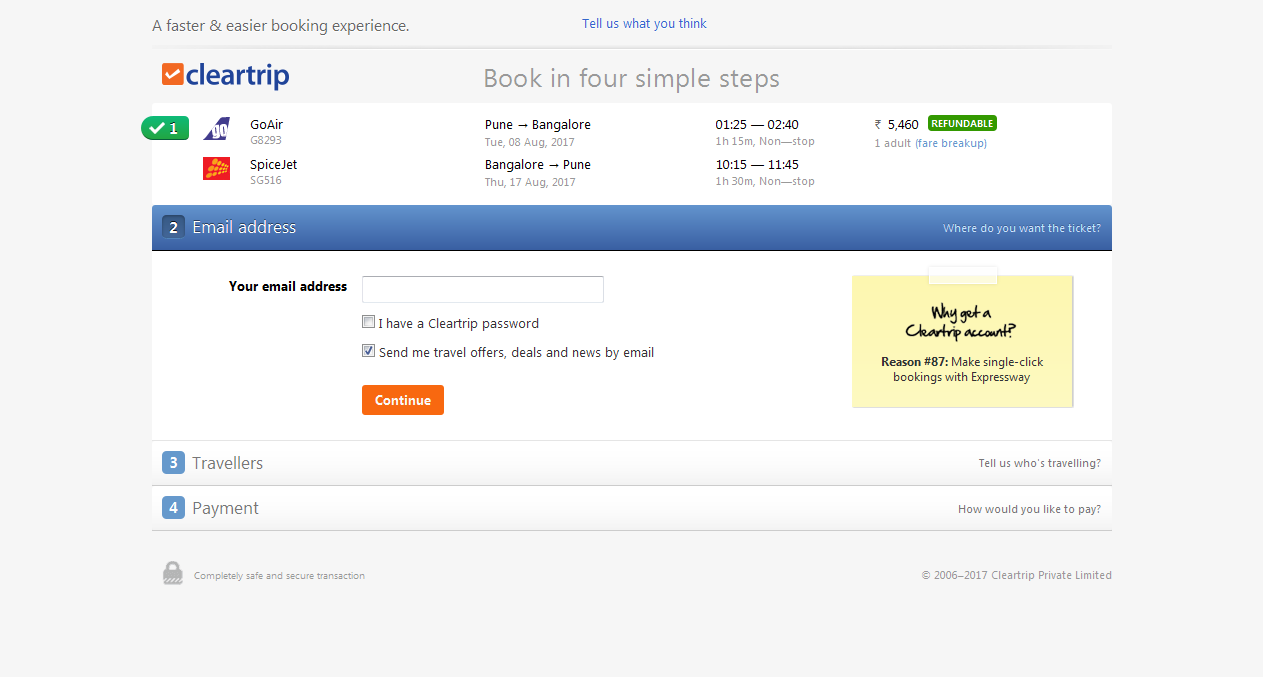 A faster & easier booking experience.
Tell us what you think
cleartrip
Book in four simple steps
1
go
GoAir
Pune → Bangalore
01:25 — 02:40
₹ 5,460 REFUNDABLE
G8293
Tue, 08 Aug, 2017
1h 15m, Non—stop
1 adult (fare breakup)
SpiceJet
Bangalore → Pune
10:15 — 11:45
SG516
Thu, 17 Aug, 2017
1h 30m, Non—stop
2 Email address
Where do you want the ticket?
Your email address
I have a Cleartrip password
Send me travel offers, deals and news by email
Continue
Why get a
Cleartrip account?
Reason #87: Make single-click
bookings with Expressway
3 Travellers
Tell us who's travelling?
4 Payment
How would you like to pay?
Completely safe and secure transaction
© 2006–2017 Cleartrip Private Limited